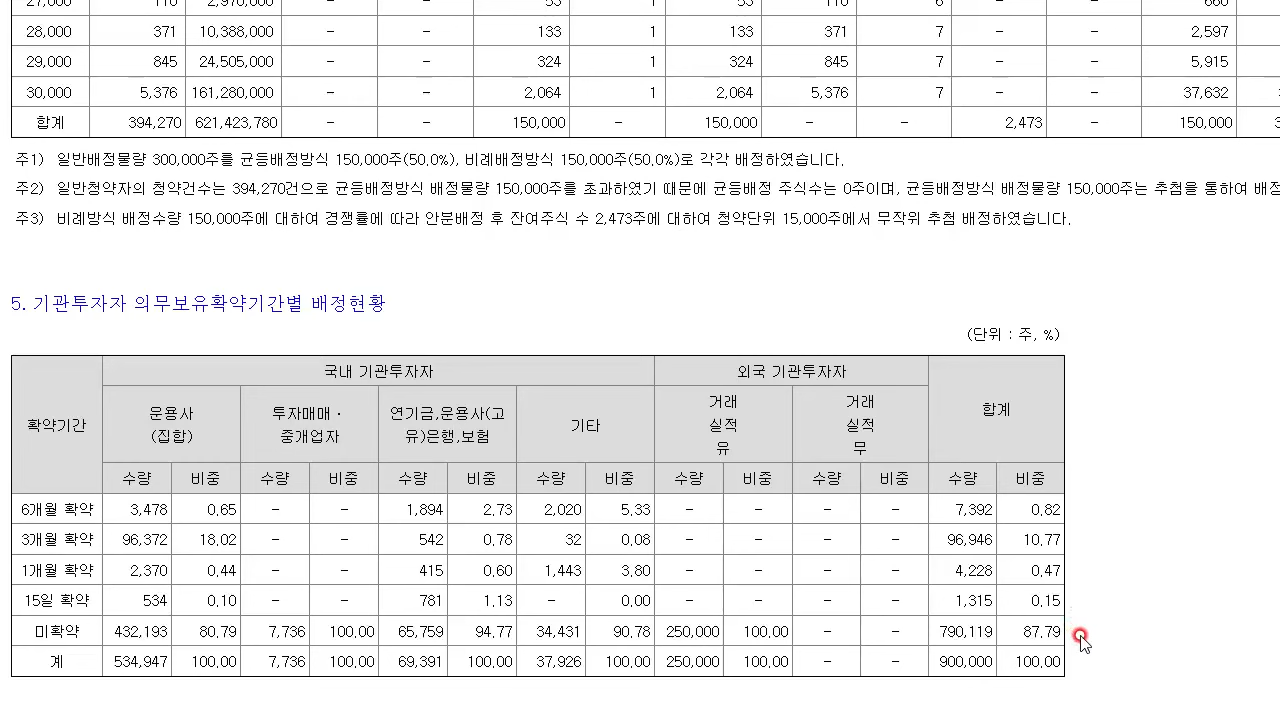 28,000 371 10,388,000 - - 133 1 133 371 7 - - 2,597
29,000 845 24,505,000 - - 324 1 324 845 7 - - 5,915
30,000 5,376 161,280,000 - - 2,064 1 2,064 5,376 7 - - 37,632
합계 394,270 621,423,780 - - 150,000 - 150,000 - - 2,473 - 150,000
주1) 일반배정물량 300,000주를 균등배정방식 150,000주(50.0%), 비례배정방식 150,000주(50.0%)로 각각 배정하였습니다.
주2) 일반청약자의 청약건수는 394,270건으로 균등배정방식 배정물량 150,000주를 초과하였기 때문에 균등배정 주식수는 0주이며, 균등배정방식 배정물량 150,000주는 추첨을 통하여 배정
주3) 비례방식 배정수량 150,000주에 대하여 경쟁률에 따라 안분배정 후 잔여주식 수 2,473주에 대하여 청약단위 15,000주에서 무작위 추첨 배정하였습니다.
5. 기관투자자 의무보유확약기간별 배정현황
(단위 : 주, %)
확약기간 국내 기관투자자 외국 기관투자자 합계
운용사 (집합) 투자매매·중개업자 연기금,운용사(고유)은행,보험 기타 거래실적 유 거래실적 무
수량 비중 수량 비중 수량 비중 수량 비중 수량 비중 수량 비중 수량 비중
6개월 확약 3,478 0.65 - - 1,894 2.73 2,020 5.33 - - - - 7,392 0.82
3개월 확약 96,372 18.02 - - 542 0.78 32 0.08 - - - - 96,946 10.77
1개월 확약 2,370 0.44 - - 415 0.60 1,443 3.80 - - - - 4,228 0.47
15일 확약 534 0.10 - - 781 1.13 - 0.00 - - - - 1,315 0.15
미확약 432,193 80.79 7,736 100.00 65,759 94.77 34,431 90.78 250,000 100.00 - - 790,119 87.79
계 534,947 100.00 7,736 100.00 69,391 100.00 37,926 100.00 250,000 100.00 - - 900,000 100.00